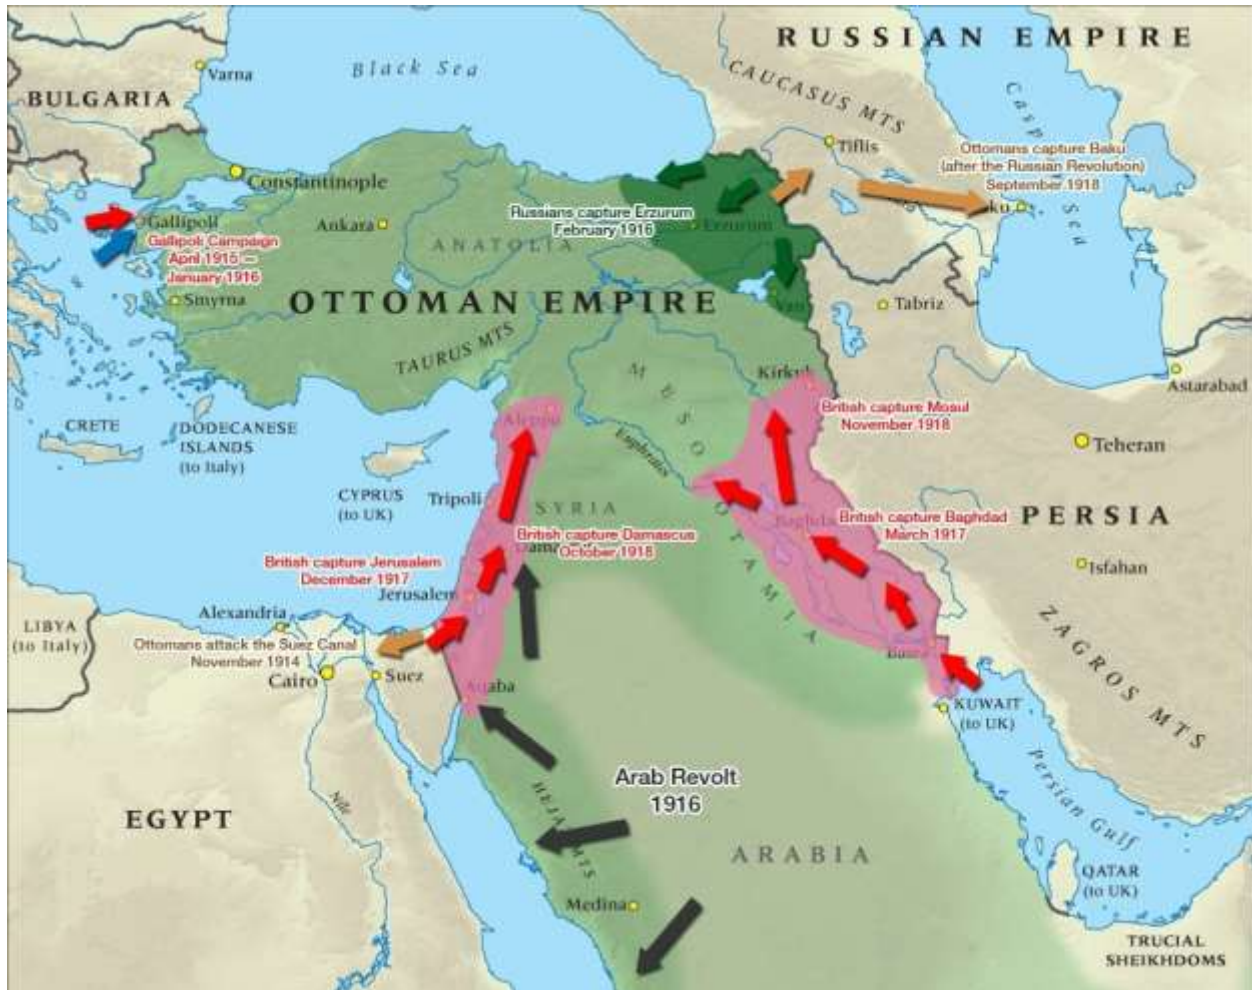 RUSSIAN EMPIRE
Black Sea
CAUCASUS MTS
Varna
BULGARIA
Tiflis
Ottomans capture Baku
(after the Russian Revolution)
September 1918
Constantinople
Gallipoli
Gallipoli Campaign
April 1915 –
January 1916
Ankara
Russians capture Erzurum
February 1916
Erzurum
ANATOLIA
Smyrna
OTTOMAN EMPIRE
Van
Tabriz
TAURUS MTS
Kirkuk
Astarabad
British capture Mosul
November 1918
Aleppo
CRETE
DODECANESE
ISLANDS
(to Italy)
Teheran
Euphrates
CYPRUS
(to UK)
Tripoli
SYRIA
MESOPOTAMIA
PERSIA
Baghdad
British capture Baghdad
March 1917
British capture Damascus
October 1918
British capture Jerusalem
December 1917
Jerusalem
Isfahan
Alexandria
LIBYA
(to Italy)
Ottomans attack the Suez Canal
November 1914
Cairo
Suez
Aqaba
Basra
ZAGROS MTS
KUWAIT
(to UK)
Arab Revolt
1916
Nile
EGYPT
ARABIA
Persian Gulf
QATAR
(to UK)
Medina
TRUCIAL
SHEIKHDOMS